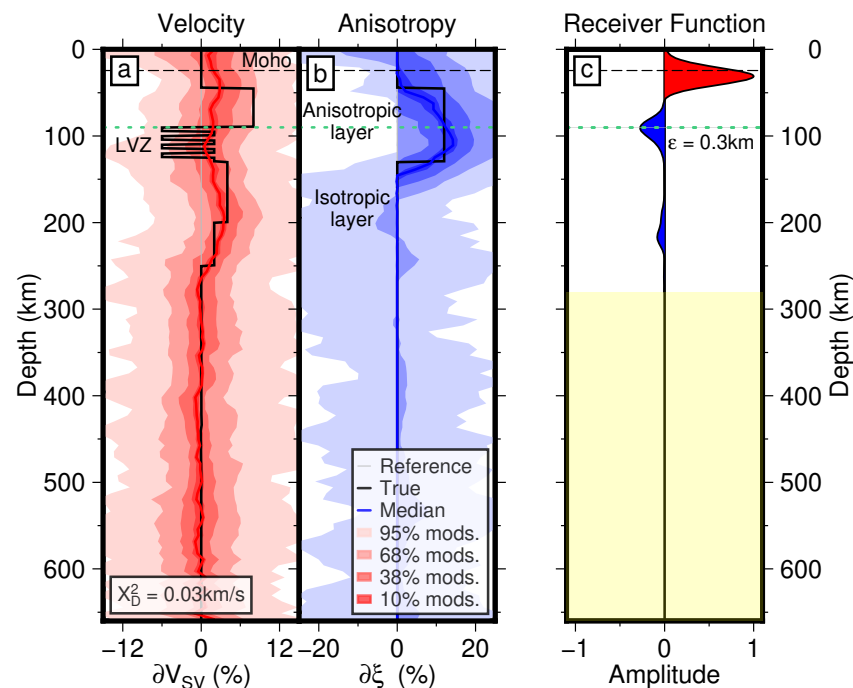 Velocity
Anisotropy
Receiver Function
0
100
200
300
400
500
600
Depth (km)
a
Moho
LVZ
X²_D = 0.03km/s
−12 0 12
∂V_SV (%)
b
Anisotropic
layer
Isotropic
layer
Reference
True
Median
95% mods.
68% mods.
38% mods.
10% mods.
−20 0 20
∂ξ (%)
c
ε = 0.3km
−1 0 1
Amplitude
0
100
200
300
400
500
600
Depth (km)